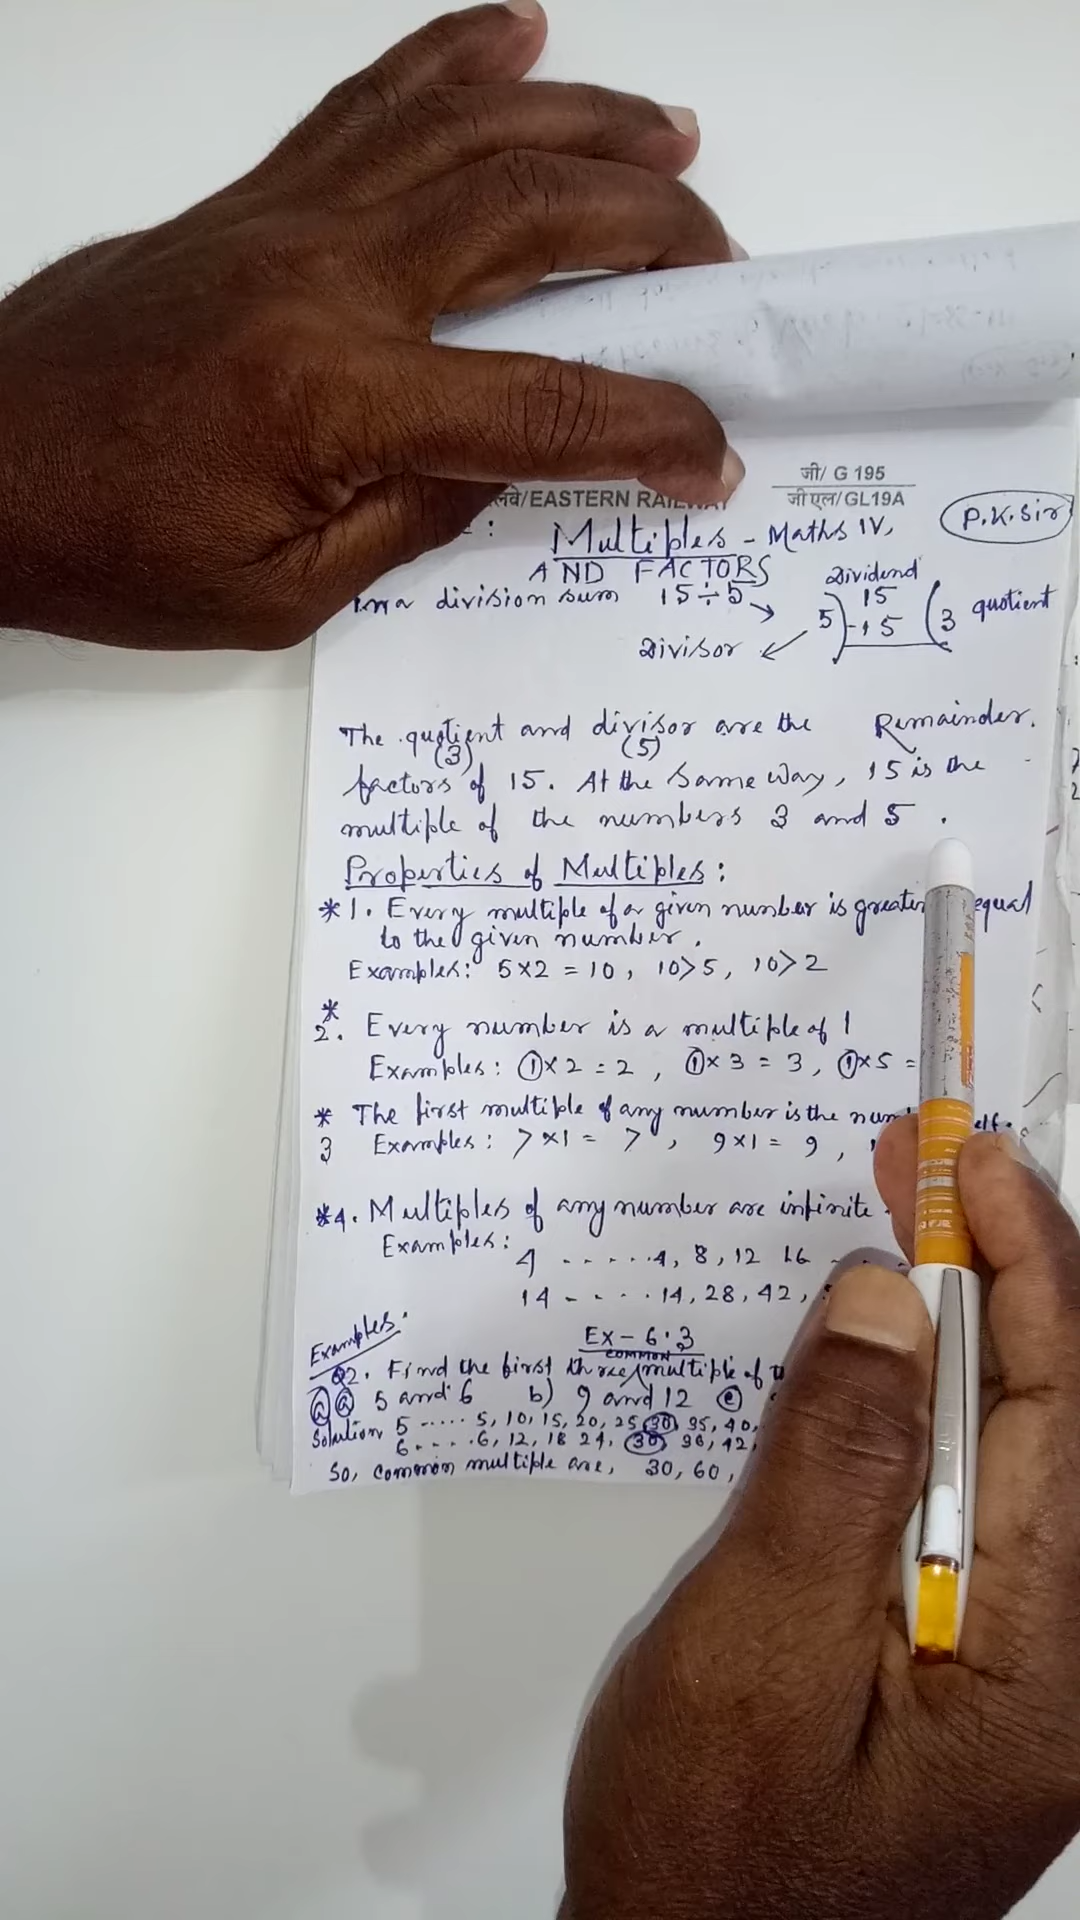 जी/ G 195
लवे/EASTERN RAILWAY
जी एल/GL19A
P.K. Sir
Multiples - Maths IV,
AND FACTORS
In a division sum 15÷5 →
Dividend
15
5) -15 (3 quotient
Divisor ←
Remainder.
The quotient and divisor are the
(3) (5)
factors of 15. At the same way, 15 is the
multiple of the numbers 3 and 5.
Properties of Multiples:
*1. Every multiple of a given number is greater equal
to the given number.
Examples: 5×2 = 10, 10>5, 10>2
*
2. Every number is a multiple of 1
Examples: 1×2 = 2, 1×3 = 3, 1×5 =
* The first multiple of any number is the
3 Examples: 7×1 = 7, 9×1 = 9,
*4. Multiples of any number are infinite
Examples:
4 ..... 4, 8, 12 16
14 - ... 14, 28, 42,
Examples.
Ex - 6.3
COMMON
Q2. Find the first three multiple of
a 5 and 6 b) 9 and 12 c
Solution 5 ..... 5, 10, 15, 20, 25, 30, 35, 40,
6 .... 6, 12, 18 24, 30, 36, 42,
So, common multiple are, 30, 60,